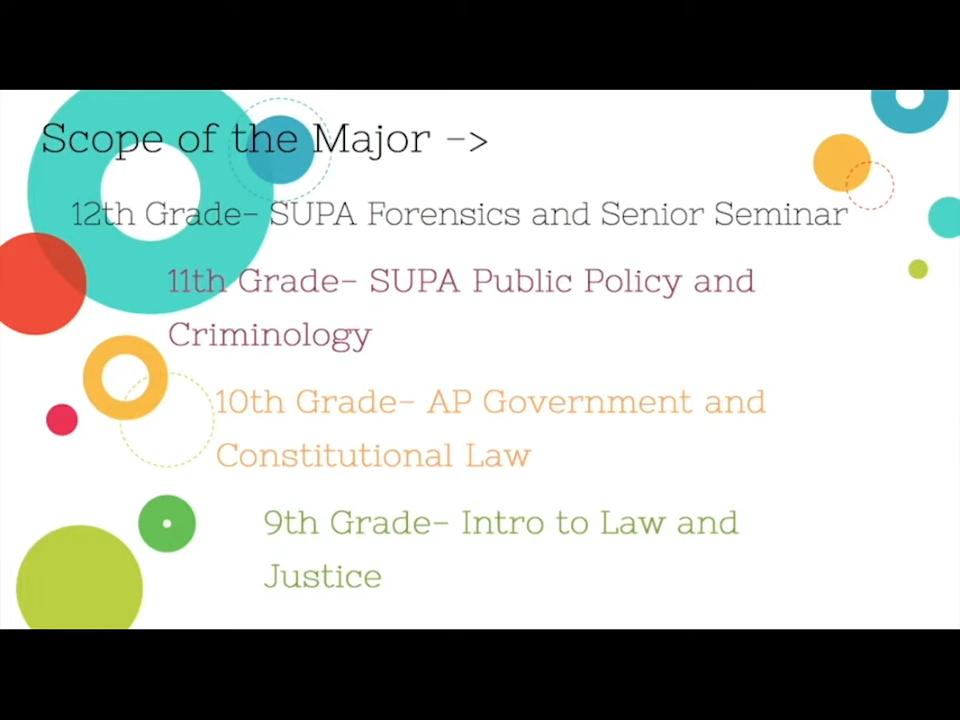 Scope of the Major ->
12th Grade- SUPA Forensics and Senior Seminar
11th Grade- SUPA Public Policy and
Criminology
10th Grade- AP Government and
Constitutional Law
9th Grade- Intro to Law and
Justice